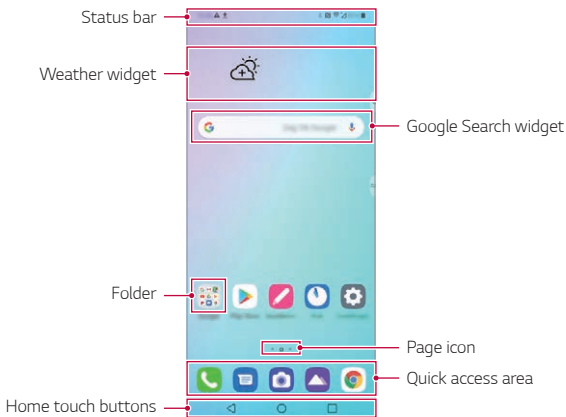 Status bar
Weather widget
Google Search widget
Folder
Page icon
Quick access area
Home touch buttons